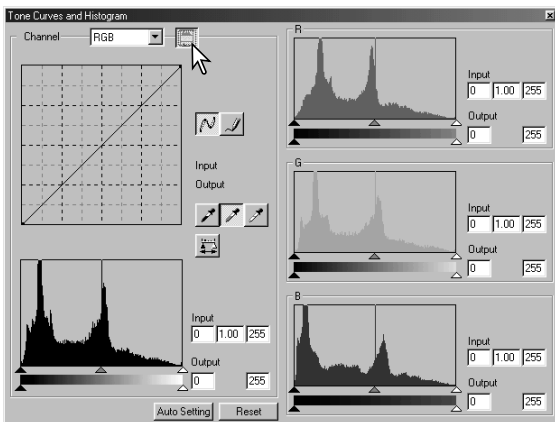 Tone Curves and Histogram
Channel RGB
Input
Output
Input
0 1.00 255
Output
0 255
Auto Setting Reset
R
Input
0 1.00 255
Output
0 255
G
Input
0 1.00 255
Output
0 255
B
Input
0 1.00 255
Output
0 255